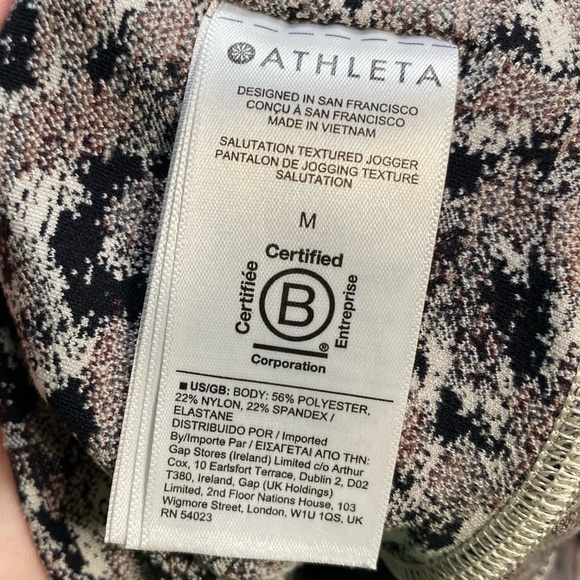 ATHLETA
DESIGNED IN SAN FRANCISCO
CONÇU À SAN FRANCISCO
MADE IN VIETNAM
SALUTATION TEXTURED JOGGER
PANTALON DE JOGGING TEXTURÉ
SALUTATION
M
Certified
Certifiée
B
Entreprise
®
Corporation
■ US/GB: BODY: 56% POLYESTER,
22% NYLON, 22% SPANDEX /
ELASTANE
DISTRIBUIDO POR / Imported
By/Importe Par / ΕΙΣΑΓΕΤΑΙ ΑΠΟ ΤΗΝ:
Gap Stores (Ireland) Limited c/o Arthur
Cox, 10 Earlsfort Terrace, Dublin 2, D02
T380, Ireland, Gap (UK Holdings)
Limited, 2nd Floor Nations House, 103
Wigmore Street, London, W1U 1QS, UK
RN 54023